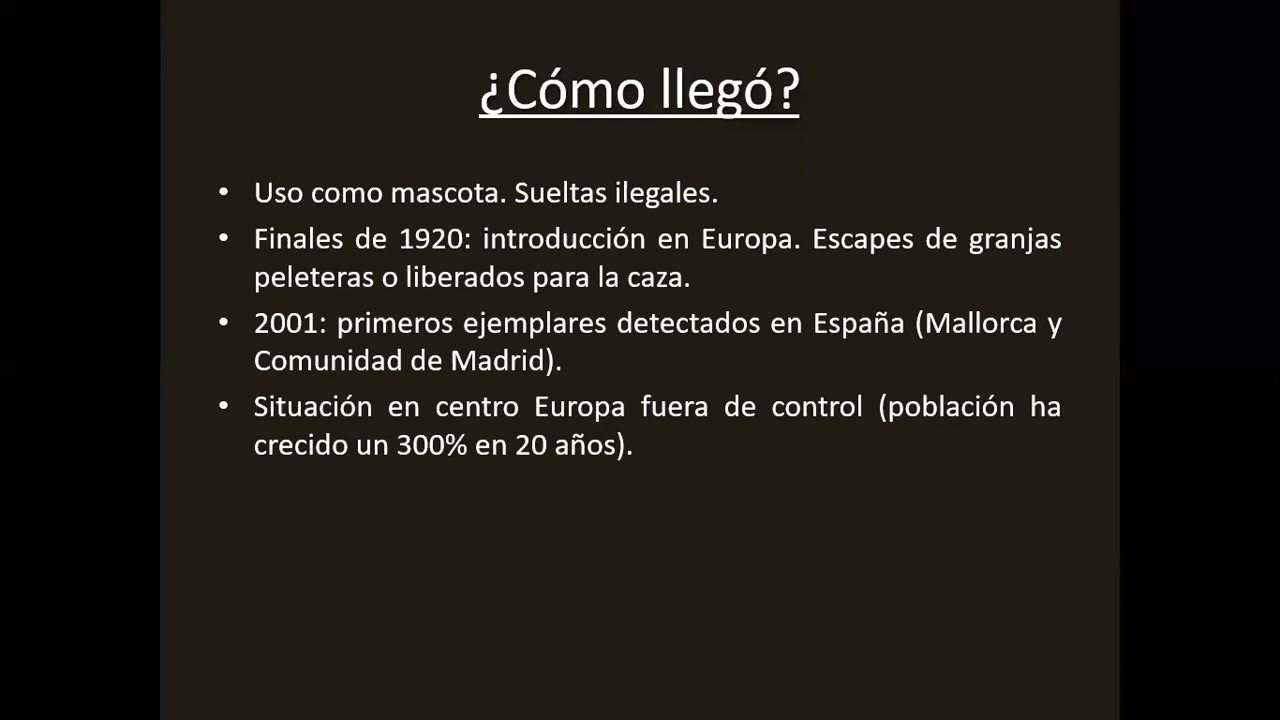 ¿Cómo llegó?
• Uso como mascota. Sueltas ilegales.
• Finales de 1920: introducción en Europa. Escapes de granjas
peleteras o liberados para la caza.
• 2001: primeros ejemplares detectados en España (Mallorca y
Comunidad de Madrid).
• Situación en centro Europa fuera de control (población ha
crecido un 300% en 20 años).